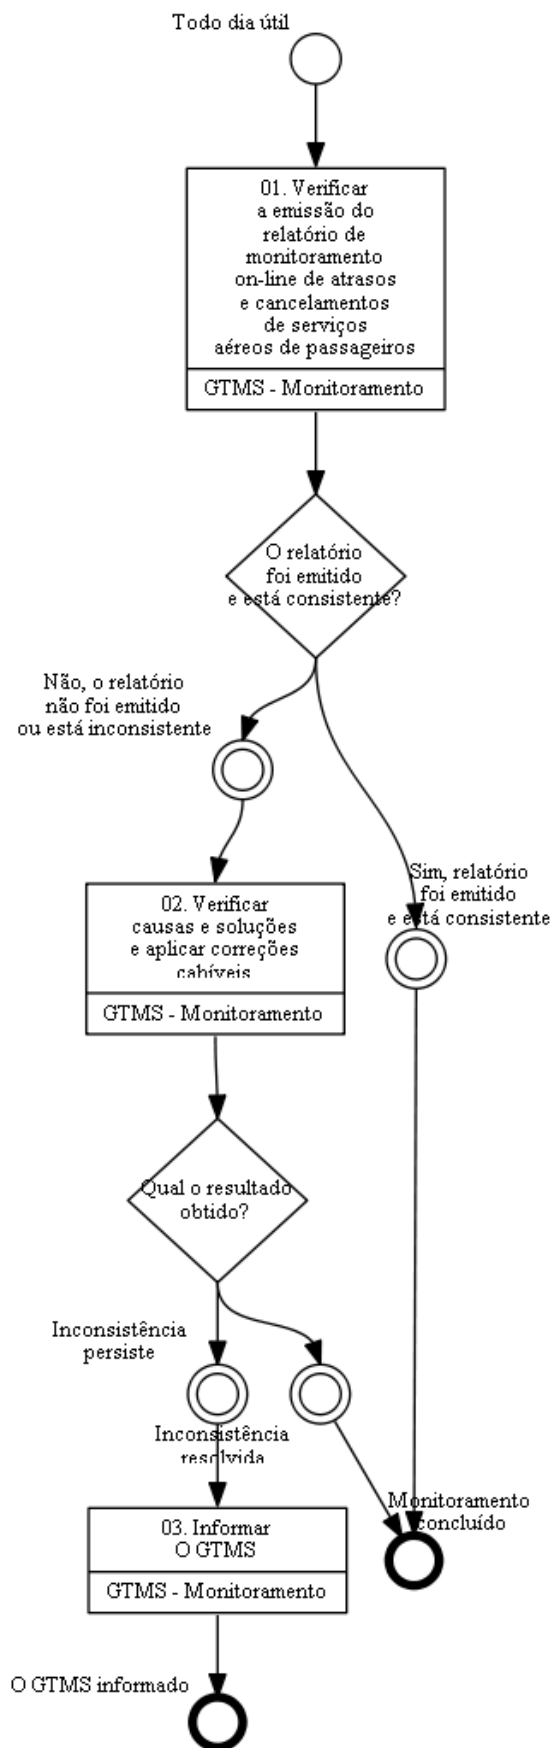 Todo dia útil
01. Verificar
a emissão do
relatório de
monitoramento
on-line de atrasos
e cancelamentos
de serviços
aéreos de passageiros
GTMS - Monitoramento
O relatório
foi emitido
e está consistente?
Não, o relatório
não foi emitido
ou está inconsistente
Sim, relatório
foi emitido
e está consistente
02. Verificar
causas e soluções
e aplicar correções
cabíveis
GTMS - Monitoramento
Qual o resultado
obtido?
Inconsistência
persiste
Inconsistência
resolvida
Monitoramento
concluído
03. Informar
O GTMS
GTMS - Monitoramento
O GTMS informado